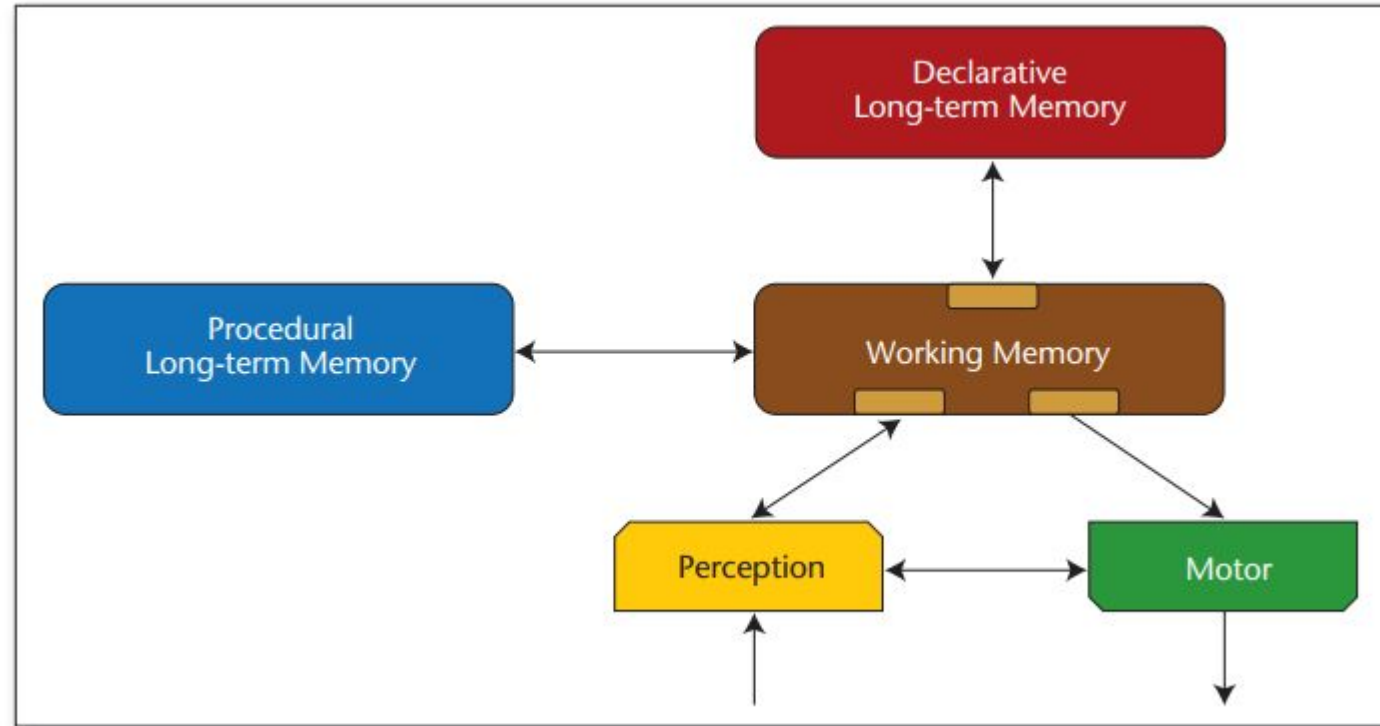 Declarative
Long-term Memory
Procedural
Long-term Memory
Working Memory
Perception
Motor